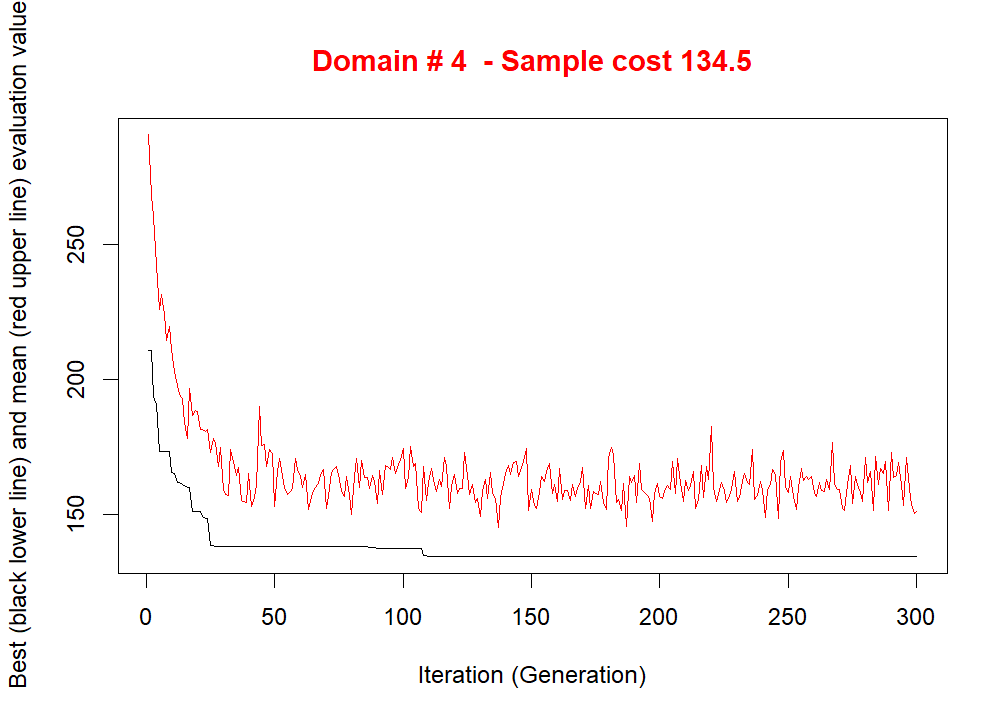 Domain # 4  - Sample cost 134.5
Best (black lower line) and mean (red upper line) evaluation value
250
200
150
0 50 100 150 200 250 300
Iteration (Generation)